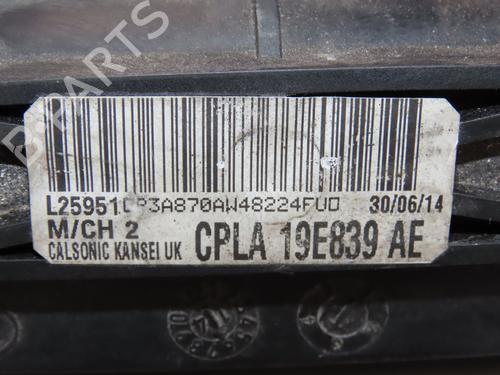 B-PARTS
L25951CP3A870AW48224FUD 30/06/14
M/CH 2
CALSONIC KANSEI UK CPLA 19E839 AE